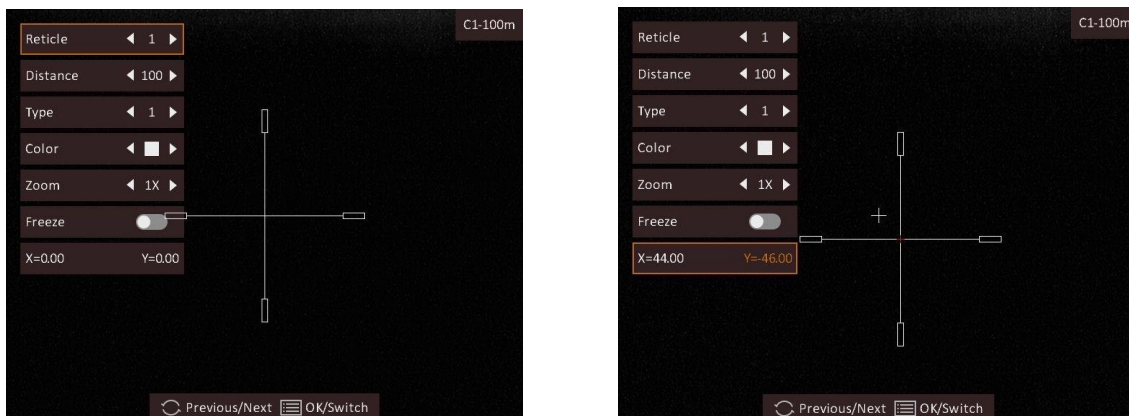 C1-100m
Reticle 1
Distance 100
Type 1
Color
Zoom 1X
Freeze
X=0.00 Y=0.00
Previous/Next OK/Switch
C1-100m
Reticle 1
Distance 100
Type 1
Color
Zoom 1X
Freeze
X=44.00 Y=-46.00
Previous/Next OK/Switch